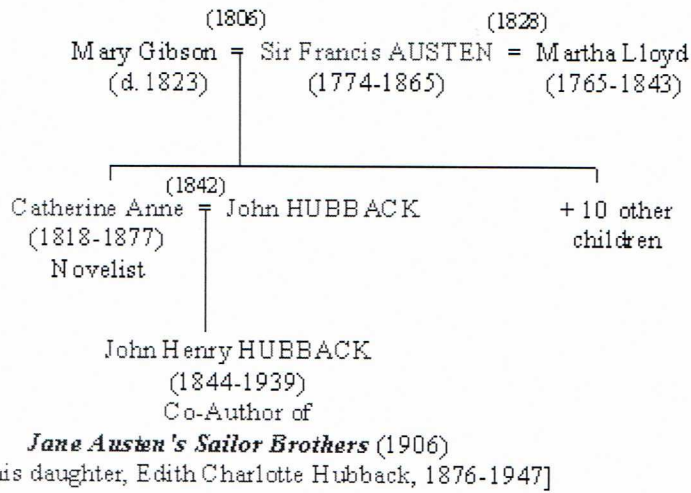 (1806) (1828)
Mary Gibson = Sir Francis AUSTEN = Martha Lloyd
(d. 1823) (1774-1865) (1765-1843)
(1842)
Catherine Anne = John HUBBACK + 10 other
(1818-1877) children
Novelist
John Henry HUBBACK
(1844-1939)
Co-Author of
Jane Austen's Sailor Brothers (1906)
his daughter, Edith Charlotte Hubback, 1876-1947]